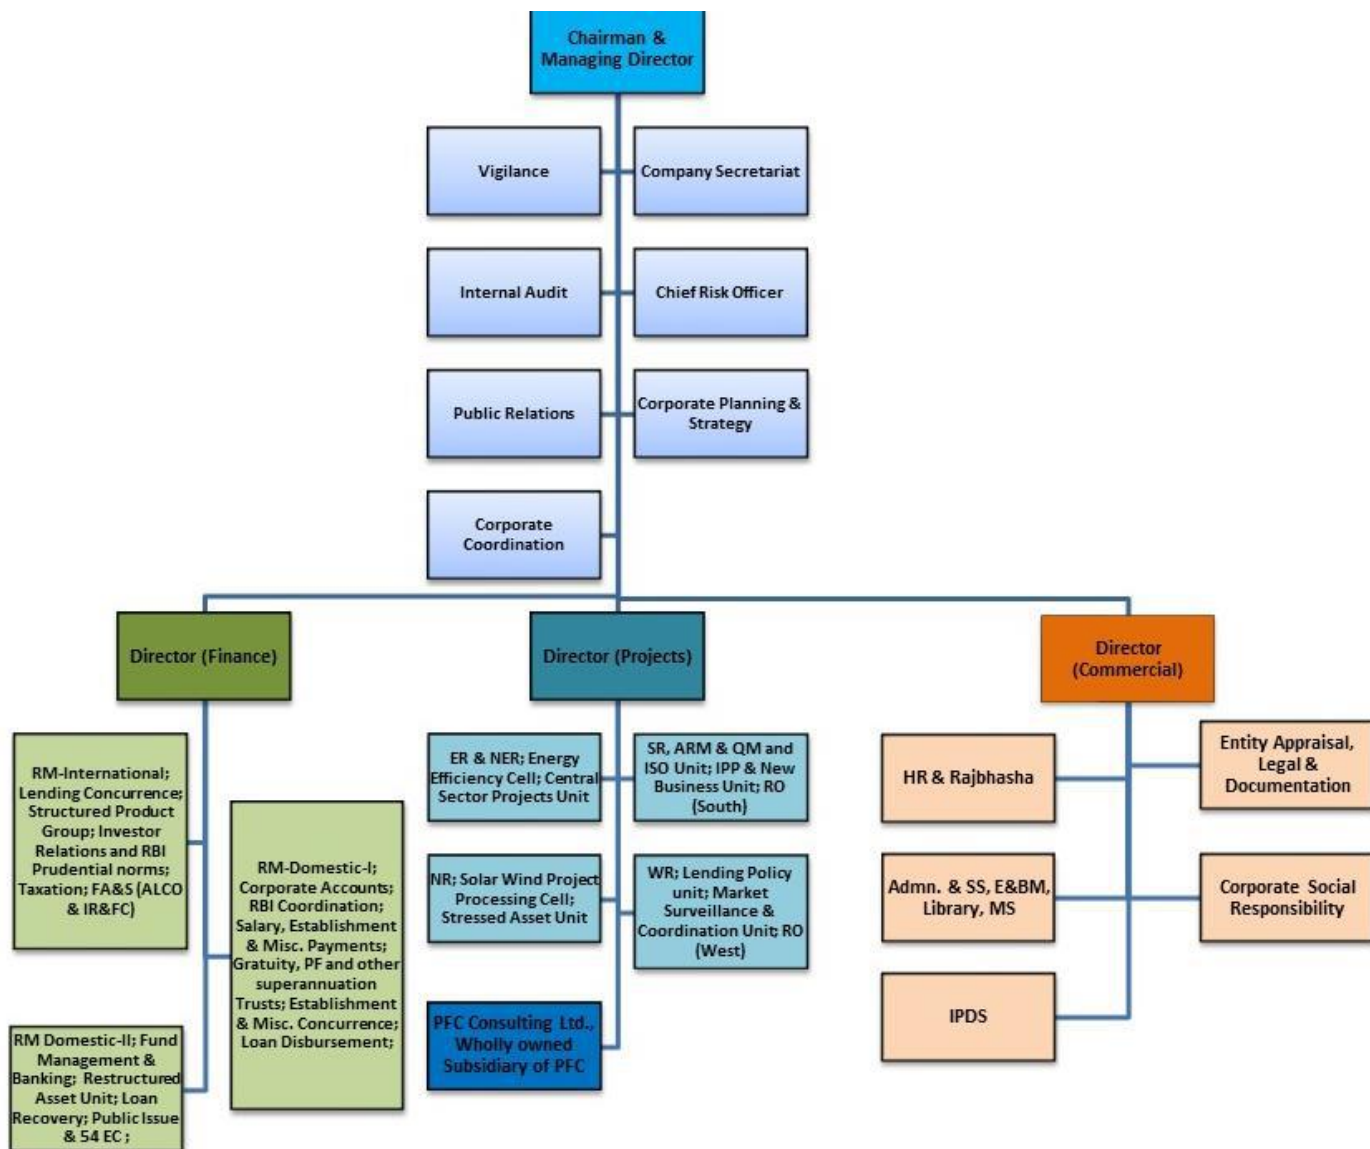 Chairman &
Managing Director
Vigilance
Company Secretariat
Internal Audit
Chief Risk Officer
Public Relations
Corporate Planning &
Strategy
Corporate
Coordination
Director (Finance)
Director (Projects)
Director
(Commercial)
RM-International;
Lending Concurrence;
Structured Product
Group; Investor
Relations and RBI
Prudential norms;
Taxation; FA&S (ALCO
& IR&FC)
RM-Domestic-I;
Corporate Accounts;
RBI Coordination;
Salary, Establishment
& Misc. Payments;
Gratuity, PF and other
superannuation
Trusts; Establishment
& Misc. Concurrence;
Loan Disbursement;
RM Domestic-II; Fund
Management &
Banking; Restructured
Asset Unit; Loan
Recovery; Public Issue
& 54 EC ;
ER & NER; Energy
Efficiency Cell; Central
Sector Projects Unit
SR, ARM & QM and
ISO Unit; IPP & New
Business Unit; RO
(South)
NR; Solar Wind Project
Processing Cell;
Stressed Asset Unit
WR; Lending Policy
unit; Market
Surveillance &
Coordination Unit; RO
(West)
PFC Consulting Ltd.,
Wholly owned
Subsidiary of PFC
HR & Rajbhasha
Entity Appraisal,
Legal &
Documentation
Admn. & SS, E&BM,
Library, MS
Corporate Social
Responsibility
IPDS